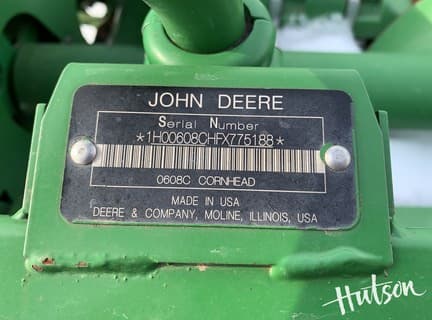 JOHN DEERE
Serial Number
*1H00608CHFX775188*
0608C CORNHEAD
MADE IN USA
DEERE & COMPANY, MOLINE, ILLINOIS, USA
Hutson